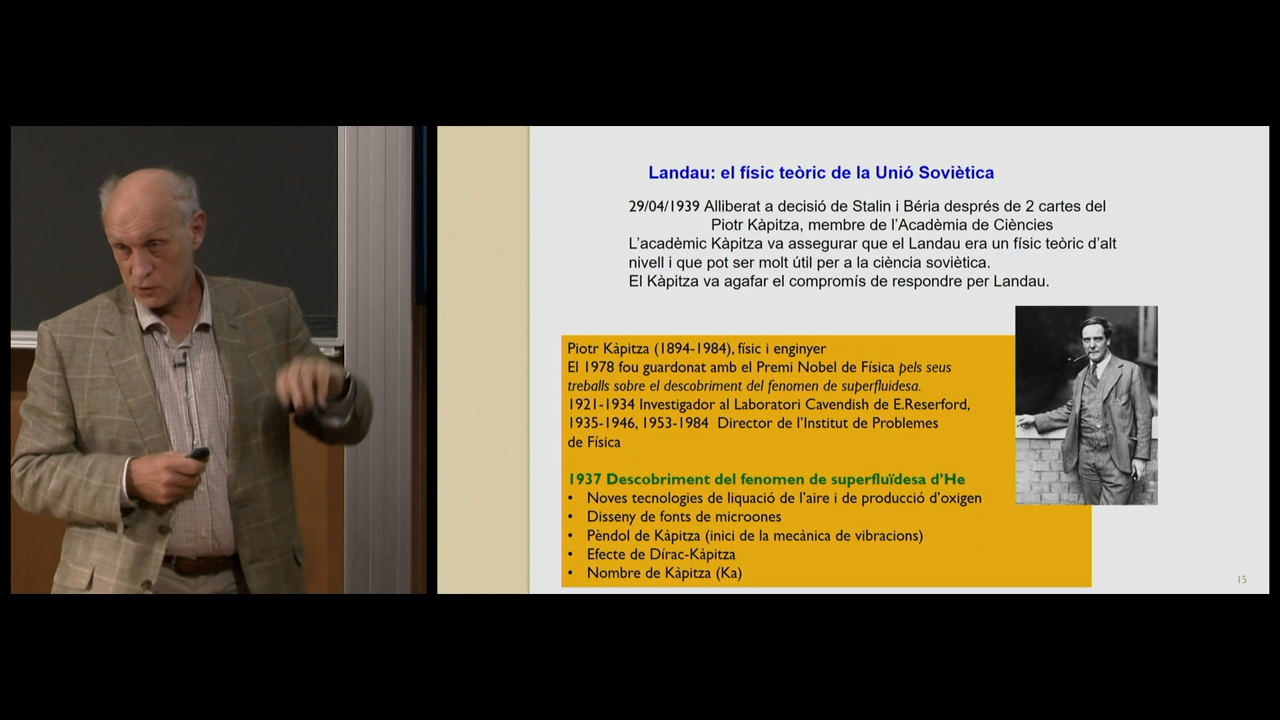 Landau: el físic teòric de la Unió Soviètica
29/04/1939 Alliberat a decisió de Stalin i Béria després de 2 cartes del
Piotr Kàpitza, membre de l'Acadèmia de Ciències
L'acadèmic Kàpitza va assegurar que el Landau era un físic teòric d'alt
nivell i que pot ser molt útil per a la ciència soviètica.
El Kàpitza va agafar el compromís de respondre per Landau.
Piotr Kàpitza (1894-1984), físic i enginyer
El 1978 fou guardonat amb el Premi Nobel de Física pels seus
treballs sobre el descobriment del fenomen de superfluidesa.
1921-1934 Investigador al Laboratori Cavendish de E.Reserford,
1935-1946, 1953-1984 Director de l'Institut de Problemes
de Física
1937 Descobriment del fenomen de superfluïdesa d'He
• Noves tecnologies de liquació de l'aire i de producció d'oxigen
• Disseny de fonts de microones
• Pèndol de Kàpitza (inici de la mecànica de vibracions)
• Efecte de Dírac-Kàpitza
• Nombre de Kàpitza (Ka)
15